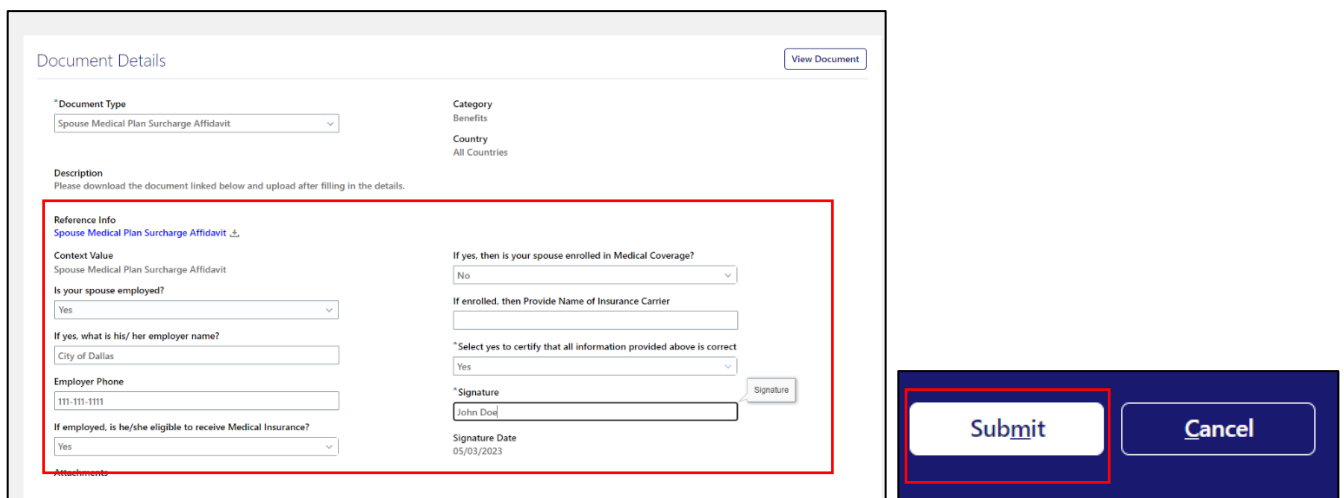 Document Details
View Document
*Document Type
Spouse Medical Plan Surcharge Affidavit
Category
Benefits
Country
All Countries
Description
Please download the document linked below and upload after filling in the details.
Reference Info
Spouse Medical Plan Surcharge Affidavit
Context Value
Spouse Medical Plan Surcharge Affidavit
Is your spouse employed?
Yes
If yes, what is his/ her employer name?
City of Dallas
Employer Phone
111-111-1111
If employed, is he/she eligible to receive Medical Insurance?
Yes
Attachments
If yes, then is your spouse enrolled in Medical Coverage?
No
If enrolled, then Provide Name of Insurance Carrier
*Select yes to certify that all information provided above is correct
Yes
*Signature
Signature
John Doe
Signature Date
05/03/2023
Submit
Cancel